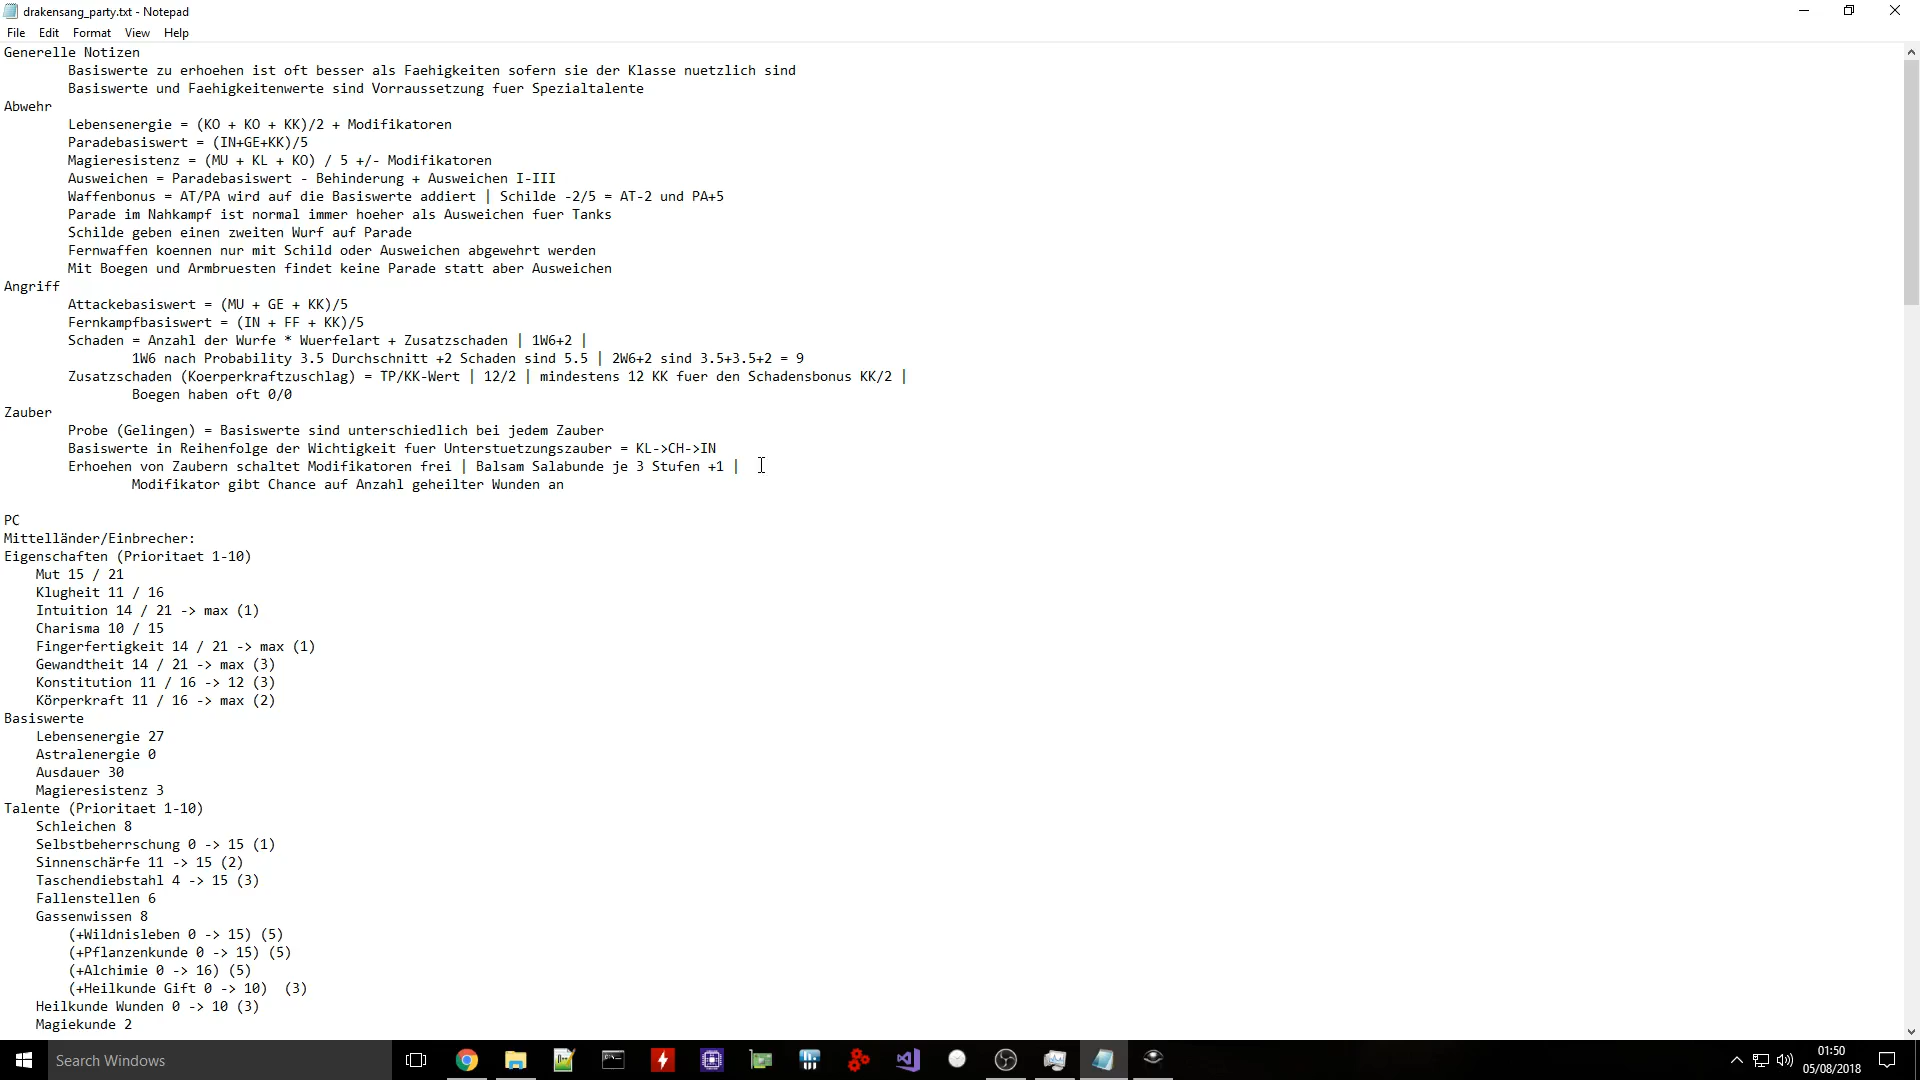 drakensang_party.txt - Notepad
File Edit Format View Help
Generelle Notizen
Basiswerte zu erhoehen ist oft besser als Faehigkeiten sofern sie der Klasse nuetzlich sind
Basiswerte und Faehigkeitenwerte sind Vorraussetzung fuer Spezialtalente
Abwehr
Lebensenergie = (KO + KO + KK)/2 + Modifikatoren
Paradebasiswert = (IN+GE+KK)/5
Magieresistenz = (MU + KL + KO) / 5 +/- Modifikatoren
Ausweichen = Paradebasiswert - Behinderung + Ausweichen I-III
Waffenbonus = AT/PA wird auf die Basiswerte addiert | Schilde -2/5 = AT-2 und PA+5
Parade im Nahkampf ist normal immer hoeher als Ausweichen fuer Tanks
Schilde geben einen zweiten Wurf auf Parade
Fernwaffen koennen nur mit Schild oder Ausweichen abgewehrt werden
Mit Boegen und Armbruesten findet keine Parade statt aber Ausweichen
Angriff
Attackebasiswert = (MU + GE + KK)/5
Fernkampfbasiswert = (IN + FF + KK)/5
Schaden = Anzahl der Wurfe * Wuerfelart + Zusatzschaden | 1W6+2 |
1W6 nach Probability 3.5 Durchschnitt +2 Schaden sind 5.5 | 2W6+2 sind 3.5+3.5+2 = 9
Zusatzschaden (Koerperkraftzuschlag) = TP/KK-Wert | 12/2 | mindestens 12 KK fuer den Schadensbonus KK/2 |
Boegen haben oft 0/0
Zauber
Probe (Gelingen) = Basiswerte sind unterschiedlich bei jedem Zauber
Basiswerte in Reihenfolge der Wichtigkeit fuer Unterstuetzungszauber = KL->CH->IN
Erhoehen von Zaubern schaltet Modifikatoren frei | Balsam Salabunde je 3 Stufen +1 |
Modifikator gibt Chance auf Anzahl geheilter Wunden an
PC
Mittelländer/Einbrecher:
Eigenschaften (Prioritaet 1-10)
Mut 15 / 21
Klugheit 11 / 16
Intuition 14 / 21 -> max (1)
Charisma 10 / 15
Fingerfertigkeit 14 / 21 -> max (1)
Gewandtheit 14 / 21 -> max (3)
Konstitution 11 / 16 -> 12 (3)
Körperkraft 11 / 16 -> max (2)
Basiswerte
Lebensenergie 27
Astralenergie 0
Ausdauer 30
Magieresistenz 3
Talente (Prioritaet 1-10)
Schleichen 8
Selbstbeherrschung 0 -> 15 (1)
Sinnenschärfe 11 -> 15 (2)
Taschendiebstahl 4 -> 15 (3)
Fallenstellen 6
Gassenwissen 8
(+Wildnisleben 0 -> 15) (5)
(+Pflanzenkunde 0 -> 15) (5)
(+Alchimie 0 -> 16) (5)
(+Heilkunde Gift 0 -> 10) (3)
Heilkunde Wunden 0 -> 10 (3)
Magiekunde 2
Search Windows
01:50
05/08/2018